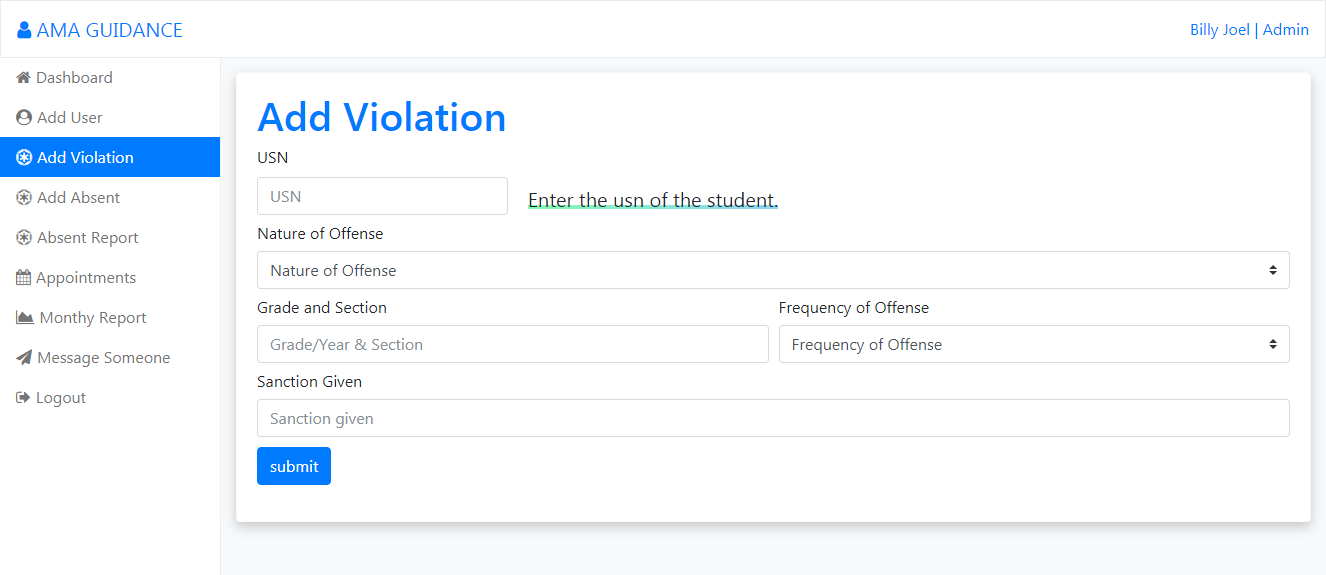 AMA GUIDANCE
Billy Joel | Admin
Dashboard
Add User
Add Violation
Add Absent
Absent Report
Appointments
Monthy Report
Message Someone
Logout
Add Violation
USN
USN
Enter the usn of the student.
Nature of Offense
Nature of Offense
Grade and Section
Frequency of Offense
Grade/Year & Section
Frequency of Offense
Sanction Given
Sanction given
submit